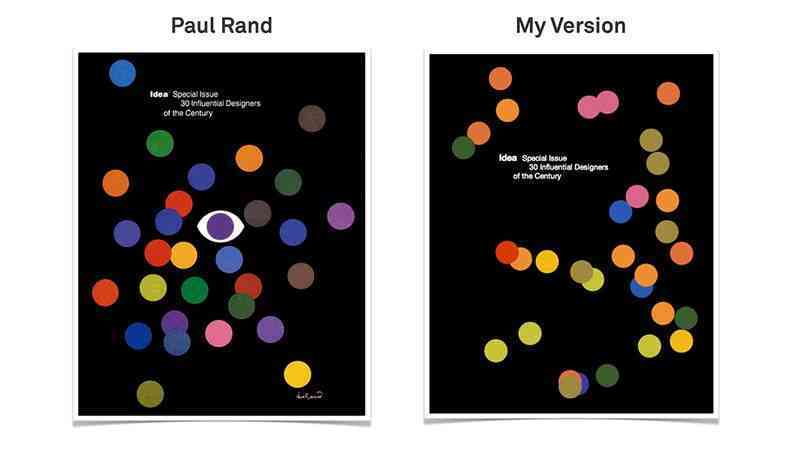 Paul Rand
My Version
Idea Special Issue
30 Influential Designers
of the Century
Idea Special Issue
30 Influential Designers
of the Century